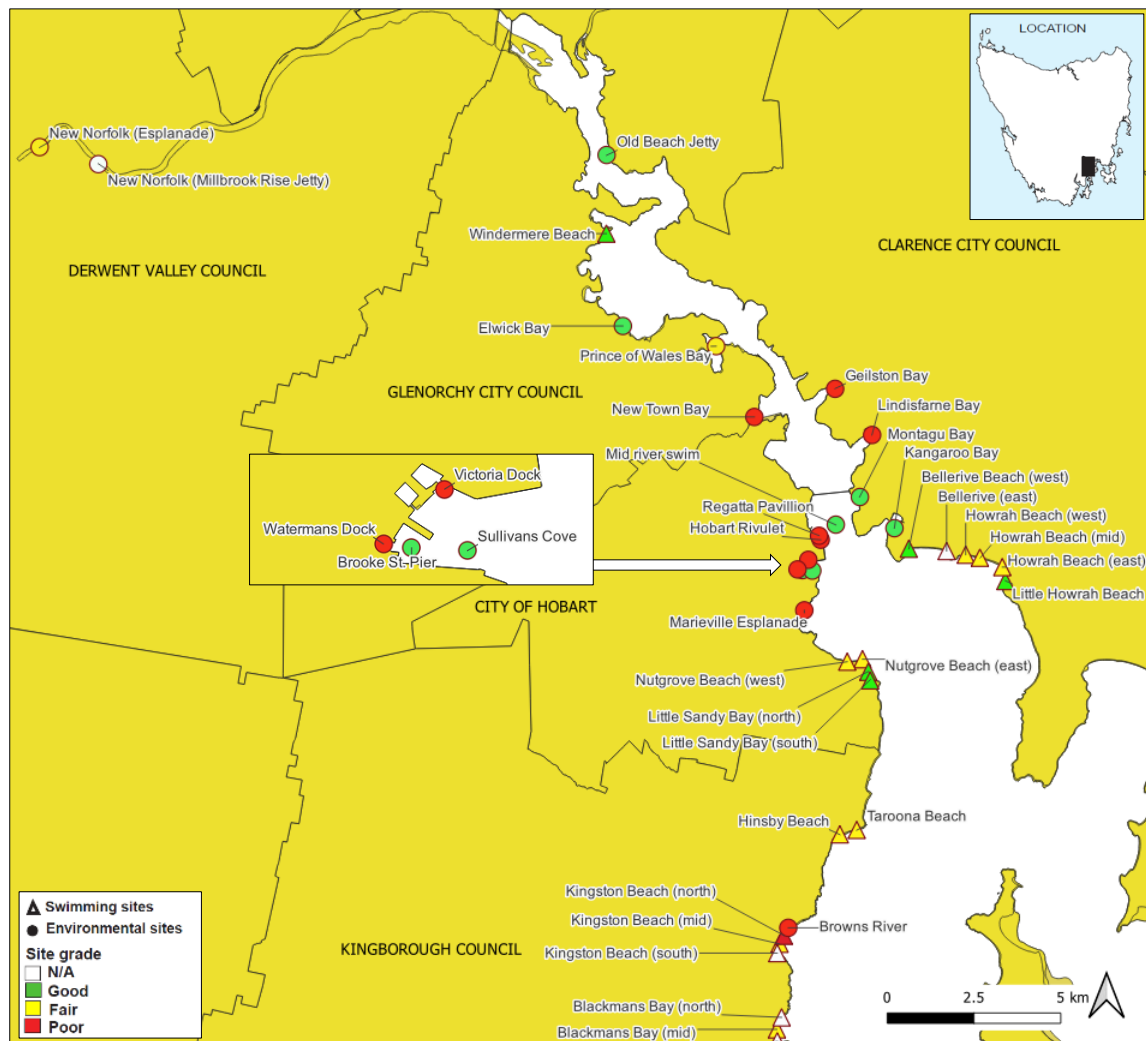 LOCATION
New Norfolk (Esplanade)
New Norfolk (Millbrook Rise Jetty)
Old Beach Jetty
Windermere Beach
CLARENCE CITY COUNCIL
DERWENT VALLEY COUNCIL
Elwick Bay
Prince of Wales Bay
Geilston Bay
GLENORCHY CITY COUNCIL
New Town Bay
Lindisfarne Bay
Montagu Bay
Mid river swim
Kangaroo Bay
Bellerive Beach (west)
Victoria Dock
Bellerive (east)
Regatta Pavillion
Howrah Beach (west)
Hobart Rivulet
Watermans Dock
Howrah Beach (mid)
Sullivans Cove
Brooke St. Pier
Howrah Beach (east)
Little Howrah Beach
CITY OF HOBART
Marieville Esplanade
Nutgrove Beach (east)
Nutgrove Beach (west)
Little Sandy Bay (north)
Little Sandy Bay (south)
Hinsby Beach
Taroona Beach
Kingston Beach (north)
Kingston Beach (mid)
Browns River
KINGBOROUGH COUNCIL
Kingston Beach (south)
Blackmans Bay (north)
Blackmans Bay (mid)
Swimming sites
Environmental sites
Site grade
N/A
Good
Fair
Poor
0 2.5 5 km